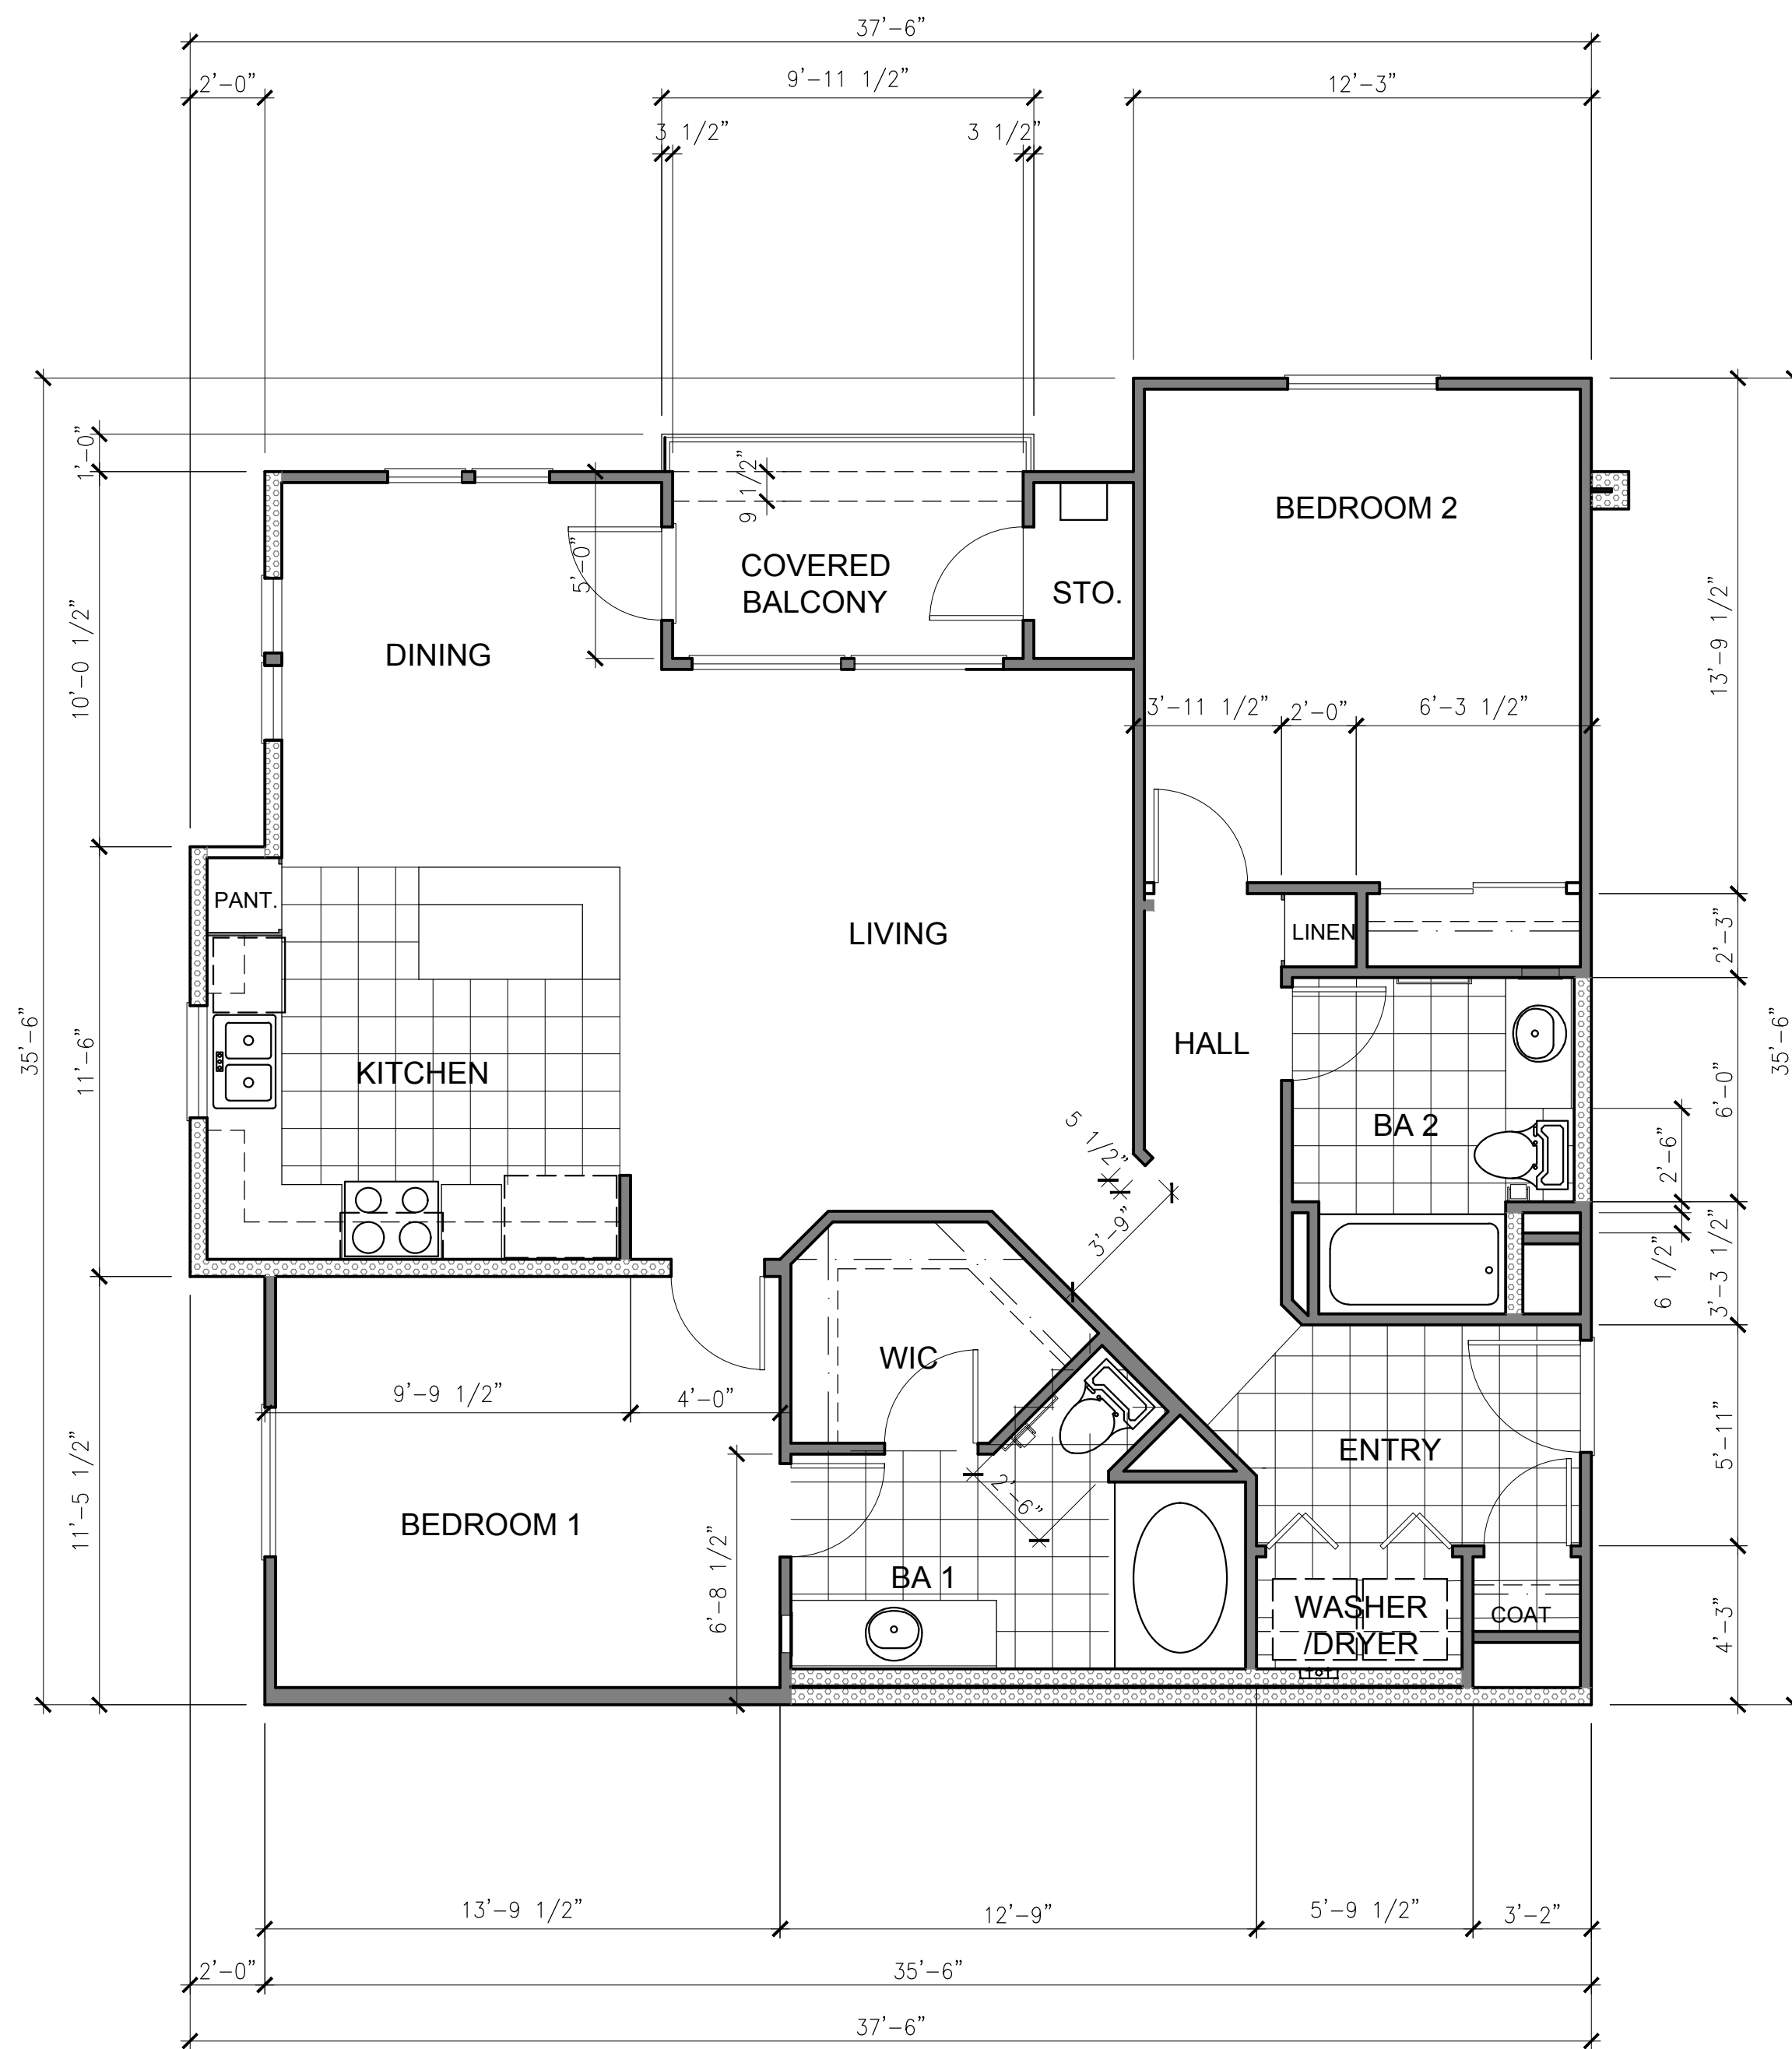 37'-6"
2'-0"
9'-11 1/2"
12'-3"
3 1/2"
3 1/2"
1'-0"
9 1/2"
BEDROOM 2
COVERED
BALCONY
5'-0"
STO.
DINING
10'-0 1/2"
13'-9 1/2"
3'-11 1/2"
2'-0"
6'-3 1/2"
PANT.
LIVING
LINEN
2'-3"
35'-6"
11'-6"
KITCHEN
HALL
35'-6"
6'-0"
BA 2
5 1/2"
2'-6"
3'-9"
6 1/2"
3'-3 1/2"
WIC
9'-9 1/2"
4'-0"
ENTRY
5'-11"
11'-5 1/2"
2'-6"
BEDROOM 1
6'-8 1/2"
BA 1
WASHER
/DRYER
COAT
4'-3"
13'-9 1/2"
12'-9"
5'-9 1/2"
3'-2"
2'-0"
35'-6"
37'-6"